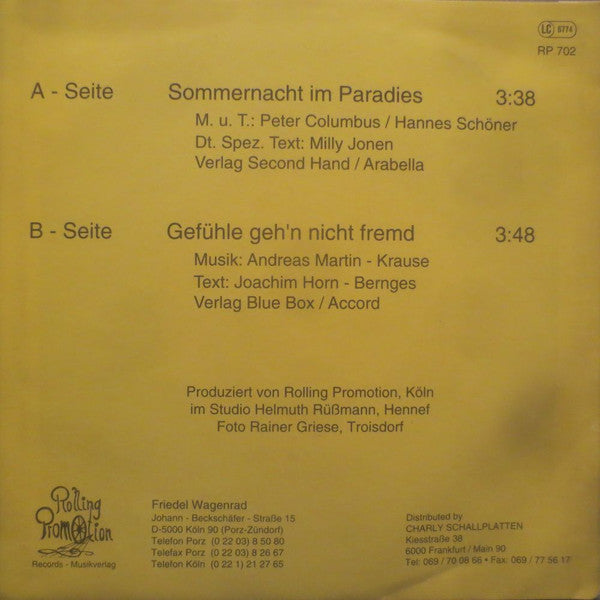 LC 6774
RP 702
A - Seite Sommernacht im Paradies 3:38
M. u. T.: Peter Columbus / Hannes Schöner
Dt. Spez. Text: Milly Jonen
Verlag Second Hand / Arabella
B - Seite Gefühle geh'n nicht fremd 3:48
Musik: Andreas Martin - Krause
Text: Joachim Horn - Bernges
Verlag Blue Box / Accord
Produziert von Rolling Promotion, Köln
im Studio Helmuth Rüßmann, Hennef
Foto Rainer Griese, Troisdorf
Rolling
Promotion
Records - Musikverlag
Friedel Wagenrad
Johann - Beckschäfer - Straße 15
D-5000 Köln 90 (Porz-Zündorf)
Telefon Porz (0 22 03) 8 50 80
Telefax Porz (0 22 03) 8 26 67
Telefon Köln (0 22 1) 21 27 65
Distributed by
CHARLY SCHALLPLATTEN
Kiesstraße 38
6000 Frankfurt / Main 90
Tel: 069 / 70 08 66 • Fax: 069 / 77 56 17